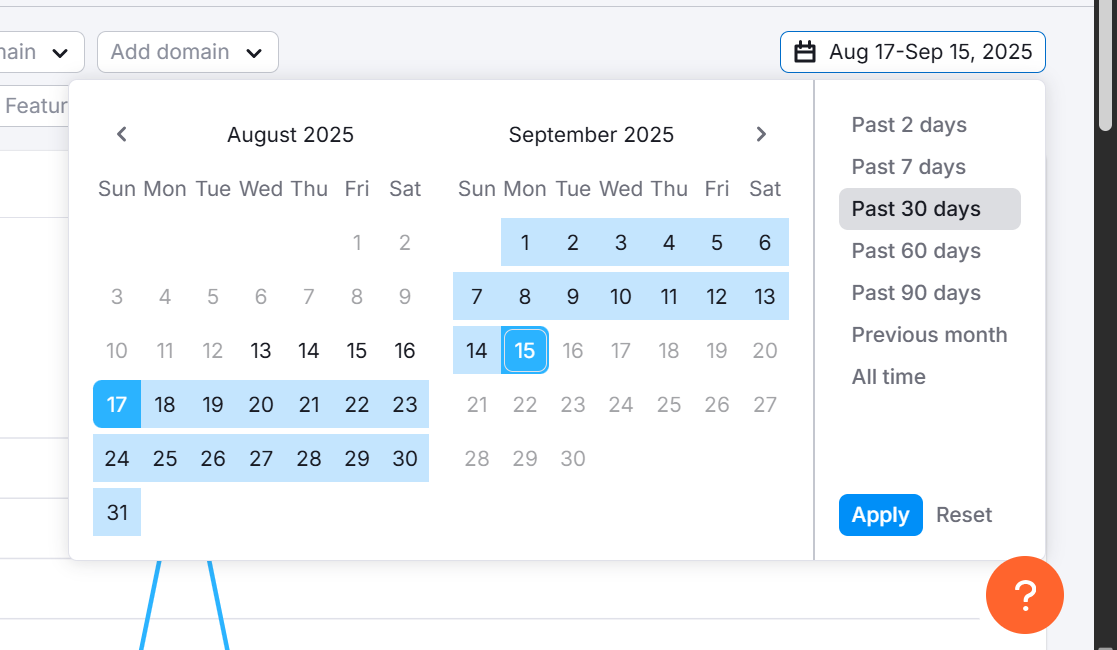 Add domain
Aug 17-Sep 15, 2025
August 2025
September 2025
Sun Mon Tue Wed Thu Fri Sat
Sun Mon Tue Wed Thu Fri Sat
1 2
3 4 5 6 7 8 9
10 11 12 13 14 15 16
17 18 19 20 21 22 23
24 25 26 27 28 29 30
31
1 2 3 4 5 6
7 8 9 10 11 12 13
14 15 16 17 18 19 20
21 22 23 24 25 26 27
28 29 30
Past 2 days
Past 7 days
Past 30 days
Past 60 days
Past 90 days
Previous month
All time
Apply Reset
?